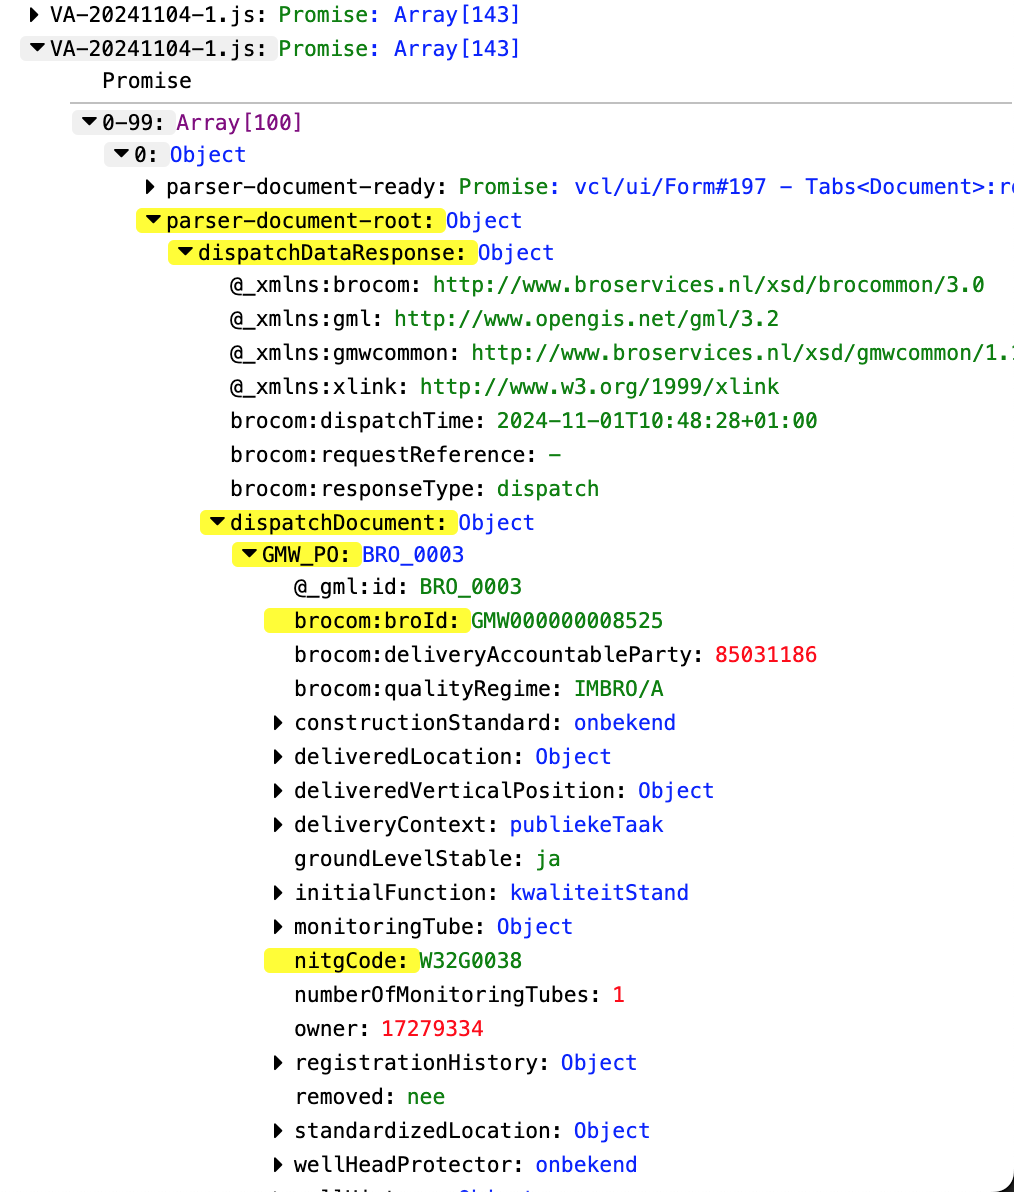 VA-20241104-1.js: Promise: Array[143]
VA-20241104-1.js: Promise: Array[143]
Promise
0-99: Array[100]
0: Object
parser-document-ready: Promise: vcl/ui/Form#197 - Tabs<Document>:
parser-document-root: Object
dispatchDataResponse: Object
@_xmlns:brocom: http://www.broservices.nl/xsd/brocommon/3.0
@_xmlns:gml: http://www.opengis.net/gml/3.2
@_xmlns:gmwcommon: http://www.broservices.nl/xsd/gmwcommon/1.
@_xmlns:xlink: http://www.w3.org/1999/xlink
brocom:dispatchTime: 2024-11-01T10:48:28+01:00
brocom:requestReference: -
brocom:responseType: dispatch
dispatchDocument: Object
GMW_PO: BRO_0003
@_gml:id: BRO_0003
brocom:broId: GMW000000008525
brocom:deliveryAccountableParty: 85031186
brocom:qualityRegime: IMBRO/A
constructionStandard: onbekend
deliveredLocation: Object
deliveredVerticalPosition: Object
deliveryContext: publiekeTaak
groundLevelStable: ja
initialFunction: kwaliteitStand
monitoringTube: Object
nitgCode: W32G0038
numberOfMonitoringTubes: 1
owner: 17279334
registrationHistory: Object
removed: nee
standardizedLocation: Object
wellHeadProtector: onbekend